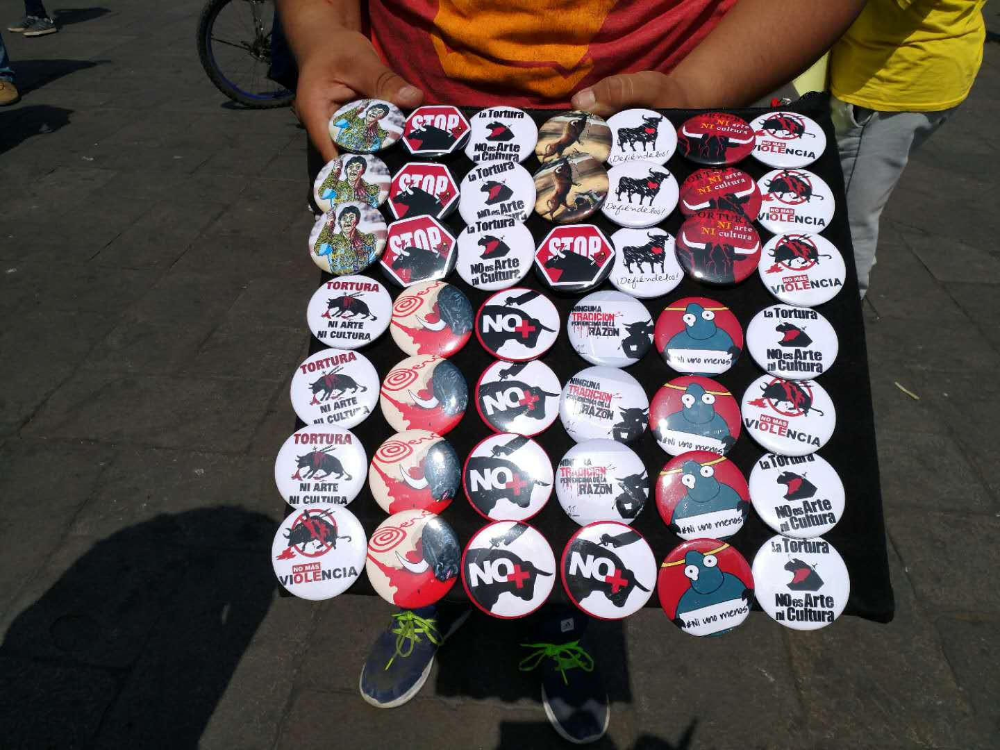 STOP
La Tortura
NO es Arte
ni Cultura
¡Defiéndelos!
TORTURA
NI arte
NI cultura
NO MÁS
VIOLENCIA
STOP
La Tortura
NO es Arte
Defiéndelos!
TORTURA
NI arte
NI cultura
NO MÁS
VIOLENCIA
STOP
La Tortura
NO es Arte
ni Cultura
STOP
¡Defiéndelos!
TORTURA
NI arte
NI cultura
NO MÁS
VIOLENCIA
TORTURA
NI ARTE
NI CULTURA
NO+
NINGUNA
TRADICIÓN
POR ENCIMA DE LA
RAZÓN
#Ni uno menos
La Tortura
NO es Arte
ni Cultura
TORTURA
NI ARTE
NI CULTURA
NO+
NINGUNA
TRADICIÓN
POR ENCIMA DE LA
RAZÓN
#Ni uno menos
NO MÁS
VIOLENCIA
TORTURA
NI ARTE
NI CULTURA
NO+
NINGUNA
TRADICIÓN
POR ENCIMA DE LA
RAZÓN
#Ni uno menos
La Tortura
NO es Arte
ni Cultura
NO MÁS
VIOLENCIA
NO+
NO+
#Ni uno menos
La Tortura
NO es Arte
ni Cultura